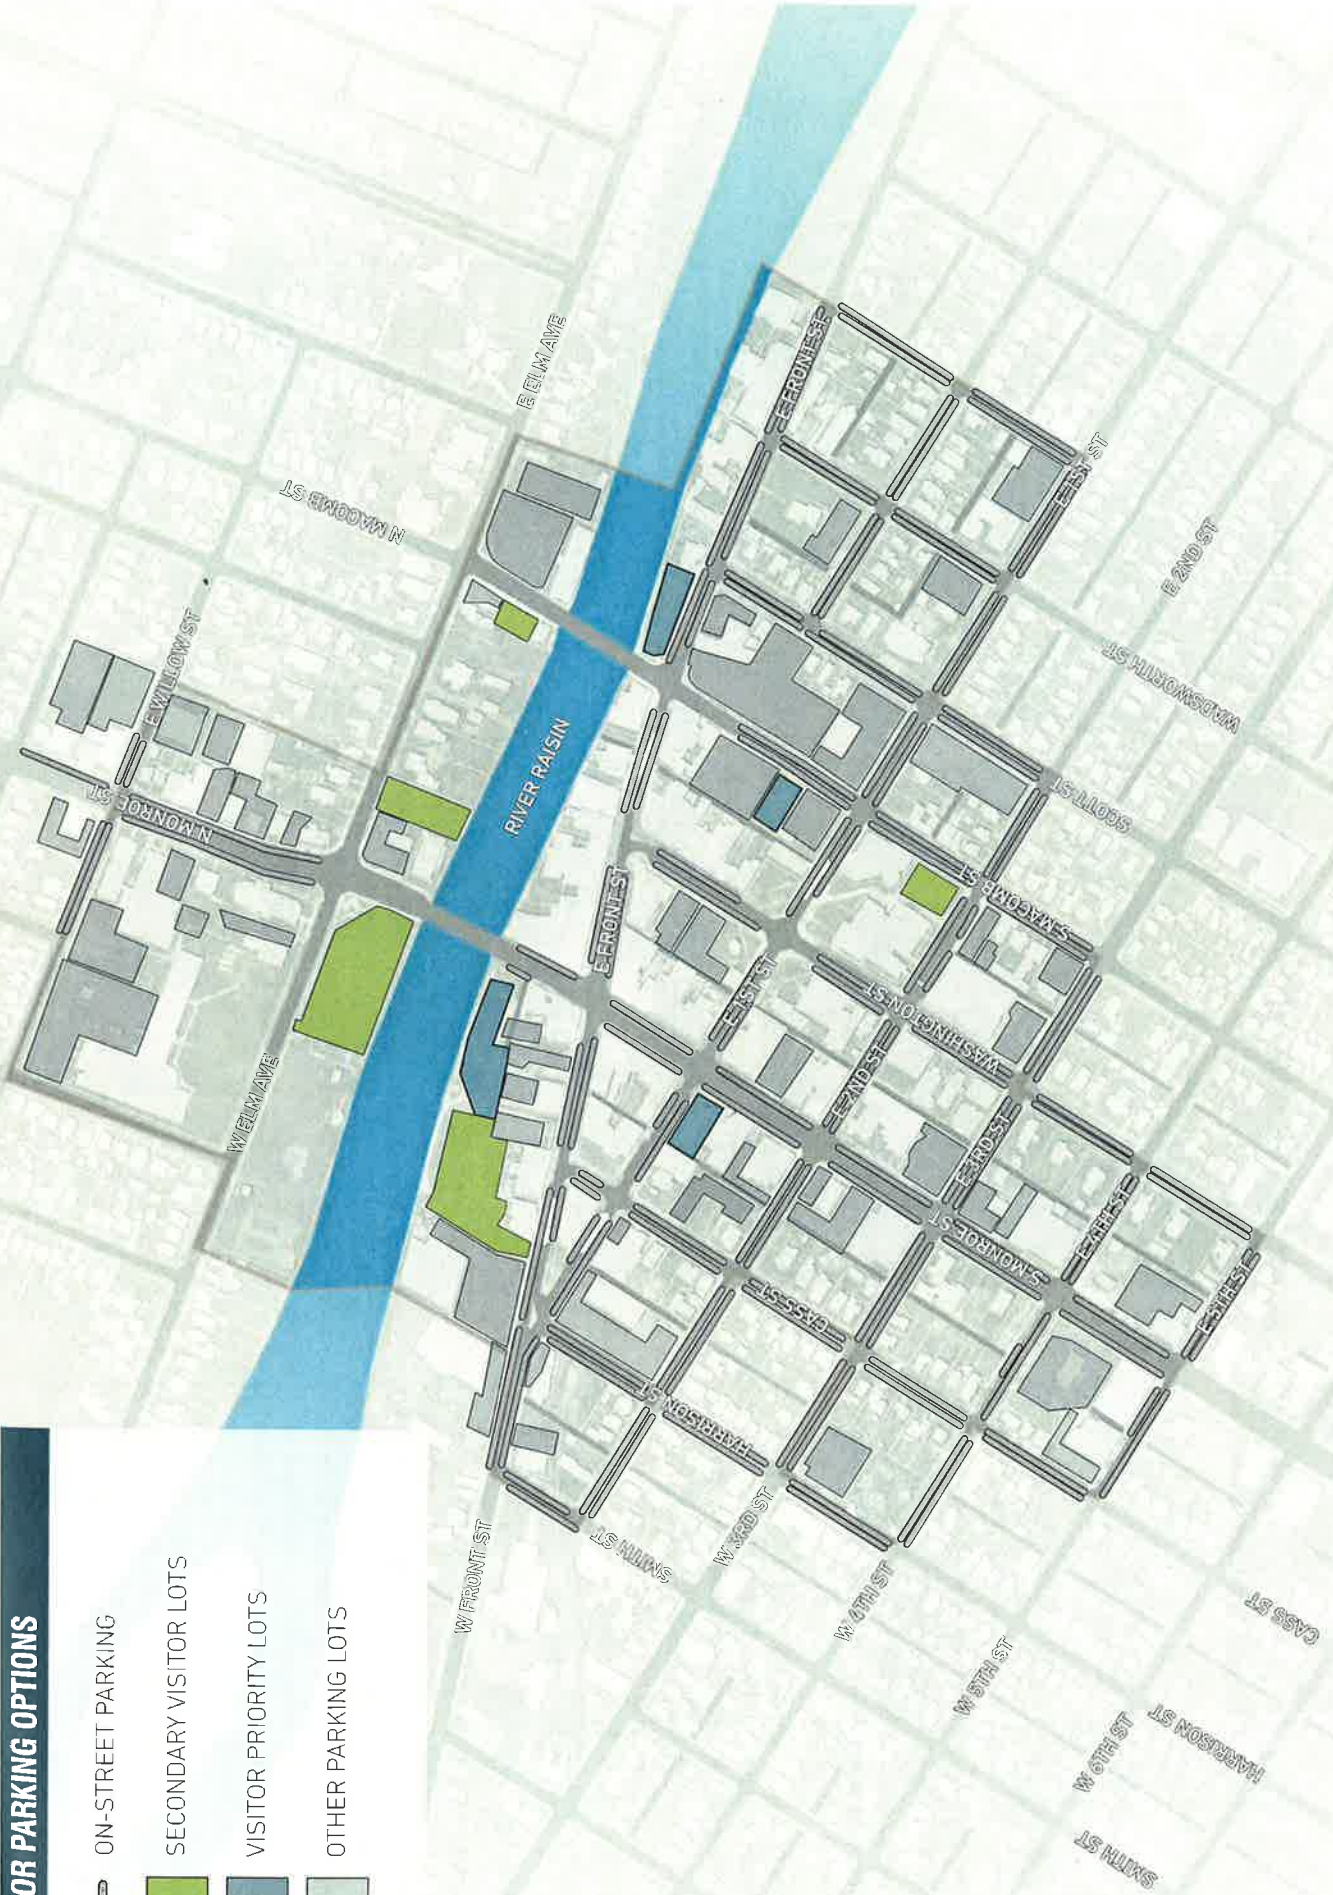 OR PARKING OPTIONS
ON-STREET PARKING
SECONDARY VISITOR LOTS
VISITOR PRIORITY LOTS
OTHER PARKING LOTS
E ELM AVE
N MACOMB ST
E WILLOW ST
N MONROE ST
W ELM AVE
RIVER RAISIN
E FRONT ST
E FRONT ST
E 1ST ST
E 2ND ST
WADSWORTH ST
SCOTT ST
S MACOMB ST
E 1ST ST
WASHINGTON ST
E 2ND ST
E 3RD ST
S MONROE ST
E 4TH ST
E 5TH ST
CASS ST
HARRISON ST
W FRONT ST
SMITH ST
W 3RD ST
W 4TH ST
W 5TH ST
W 6TH ST
CASS ST
HARRISON ST
SMITH ST